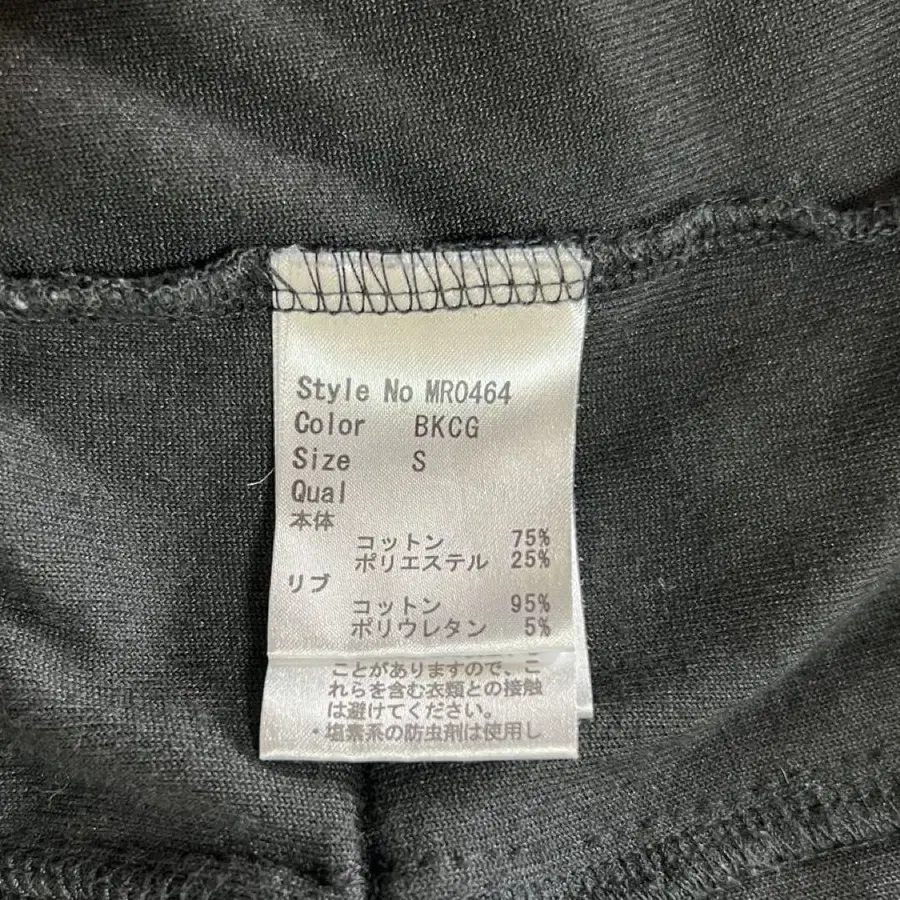 Style No MR0464
Color BKCG
Size S
Qual
本体
コットン 75%
ポリエステル 25%
リブ
コットン 95%
ポリウレタン 5%
ことがありますので、こ
れらを含む衣類との接触
は避けてください。
・塩素系の防虫剤は使用し